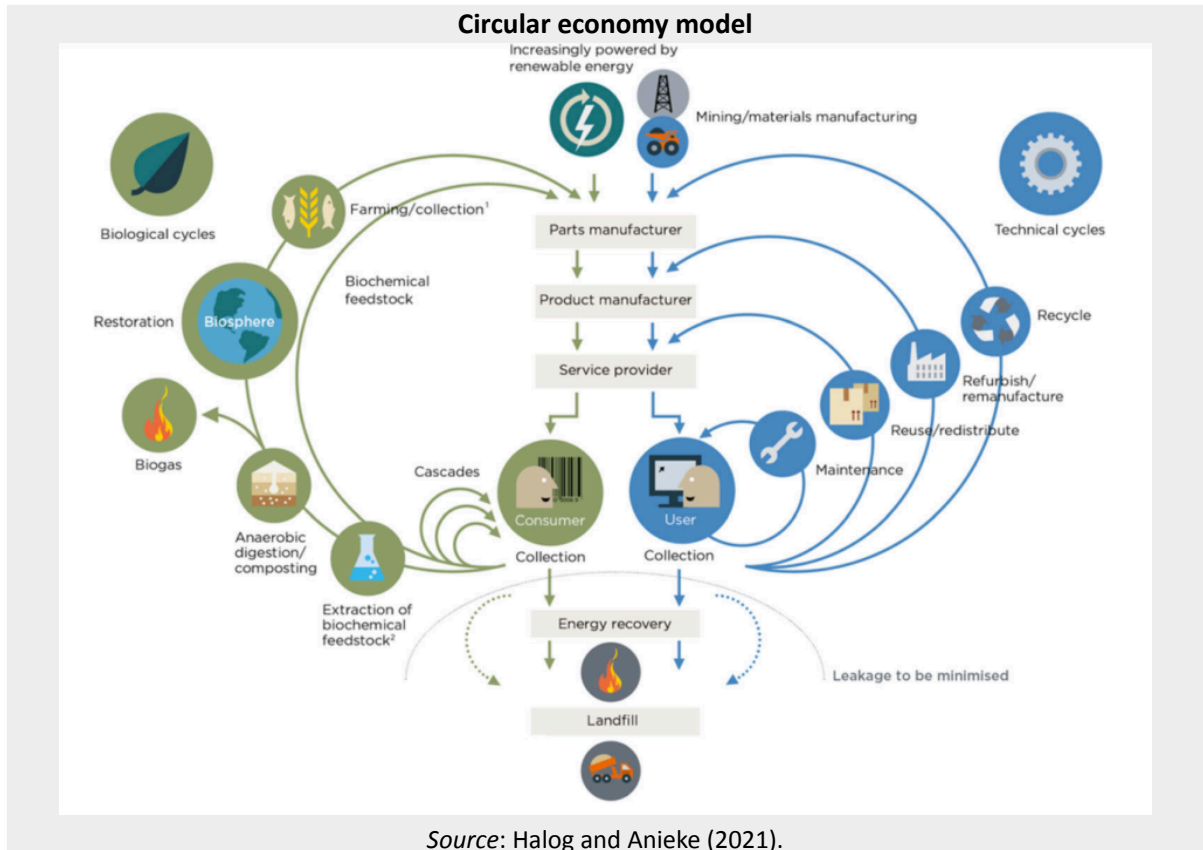 Circular economy model
Increasingly powered by
renewable energy
Mining/materials manufacturing
Biological cycles
Technical cycles
Farming/collection¹
Parts manufacturer
Biochemical
feedstock
Product manufacturer
Restoration
Biosphere
Recycle
Service provider
Refurbish/
remanufacture
Reuse/redistribute
Biogas
Cascades
Maintenance
Consumer
User
Anaerobic
digestion/
composting
Collection
Collection
Extraction of
biochemical
feedstock²
Energy recovery
Leakage to be minimised
Landfill
Source: Halog and Anieke (2021).